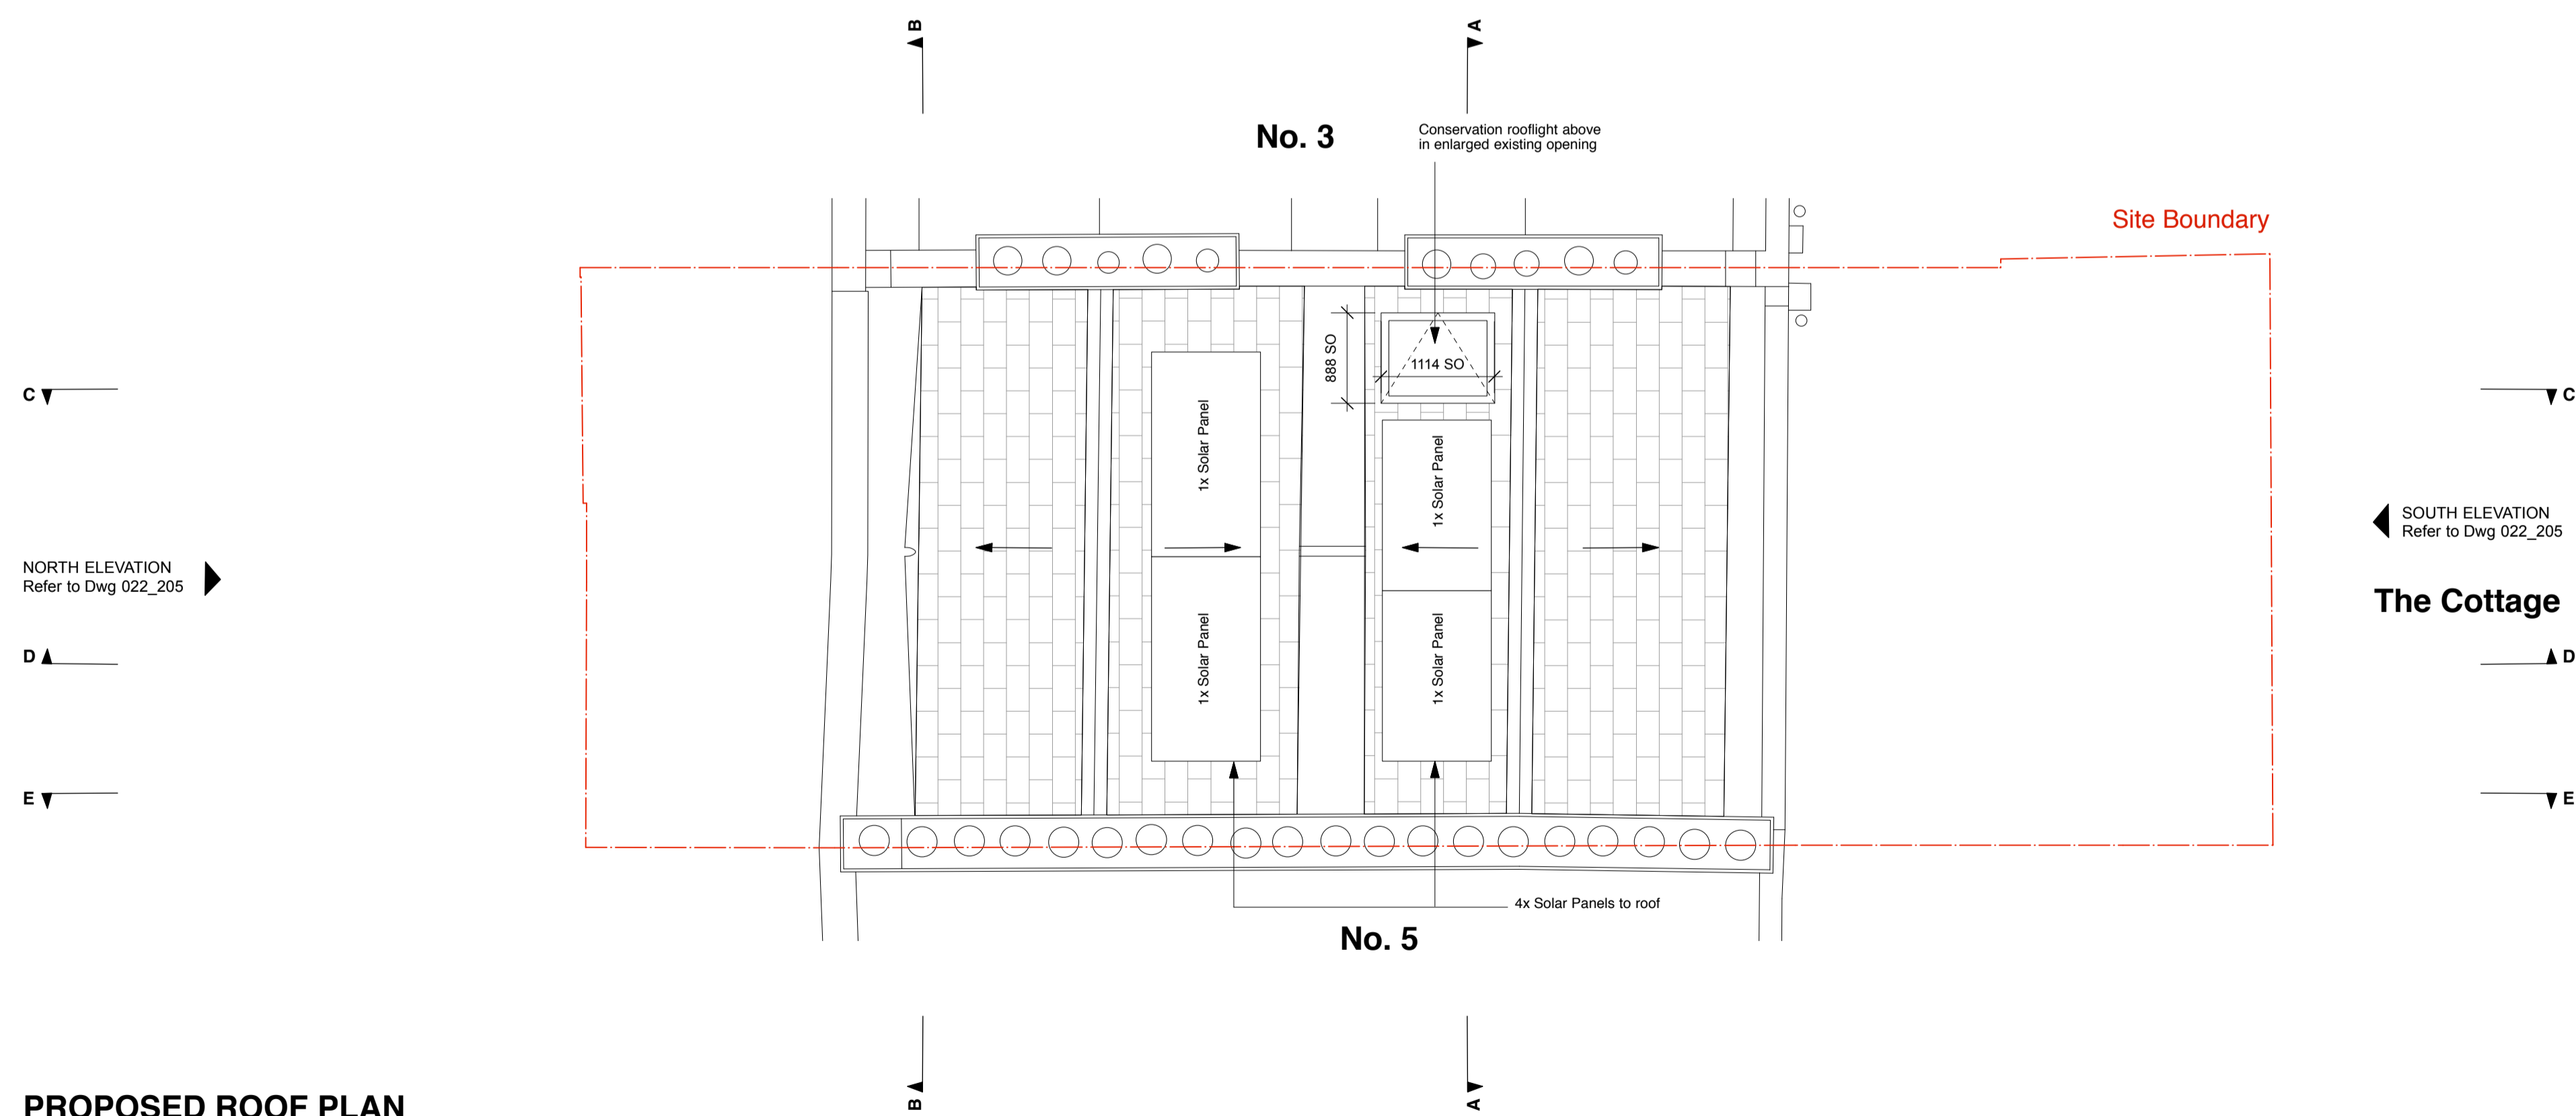 B
A
No. 3
Conservation rooflight above
in enlarged existing opening
Site Boundary
888 SO
1114 SO
C
C
1x Solar Panel
1x Solar Panel
SOUTH ELEVATION
Refer to Dwg 022_205
NORTH ELEVATION
Refer to Dwg 022_205
The Cottage
D
D
1x Solar Panel
1x Solar Panel
E
E
4x Solar Panels to roof
No. 5
B
A
PROPOSED ROOF PLAN